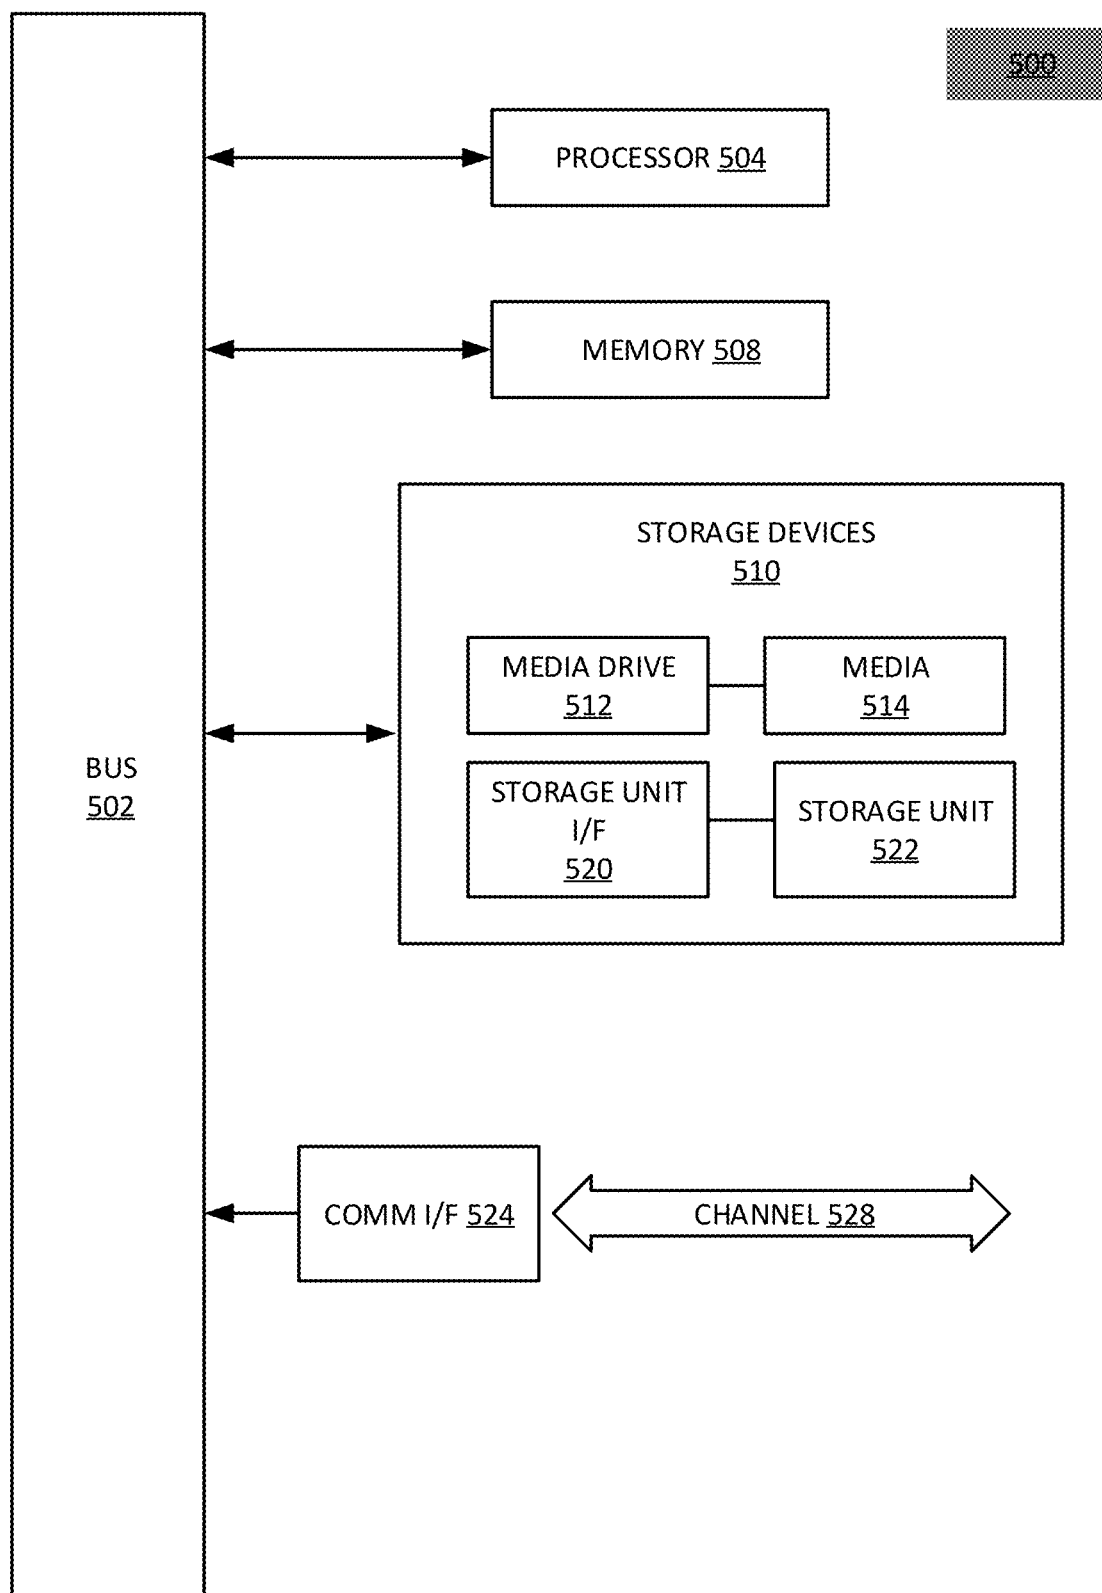 500
PROCESSOR 504
MEMORY 508
STORAGE DEVICES
510
MEDIA DRIVE
512
MEDIA
514
BUS
502
STORAGE UNIT
I/F
520
STORAGE UNIT
522
COMM I/F 524
CHANNEL 528